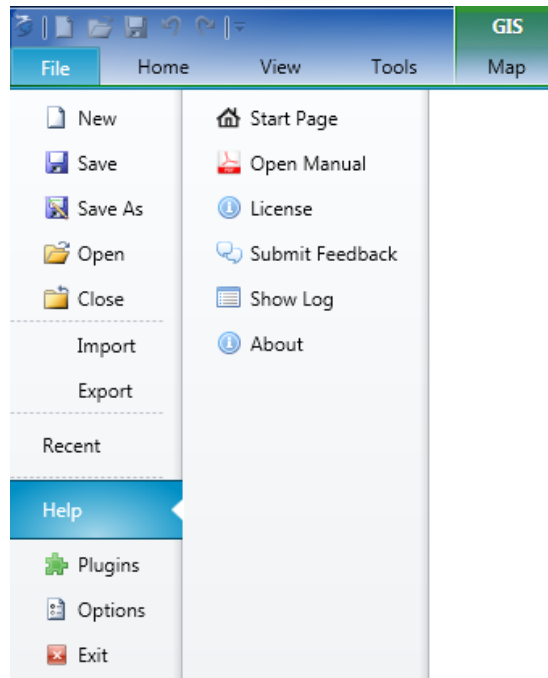 GIS
File Home View Tools Map
New
Save
Save As
Open
Close
Import
Export
Recent
Help
Plugins
Options
Exit
Start Page
Open Manual
License
Submit Feedback
Show Log
About